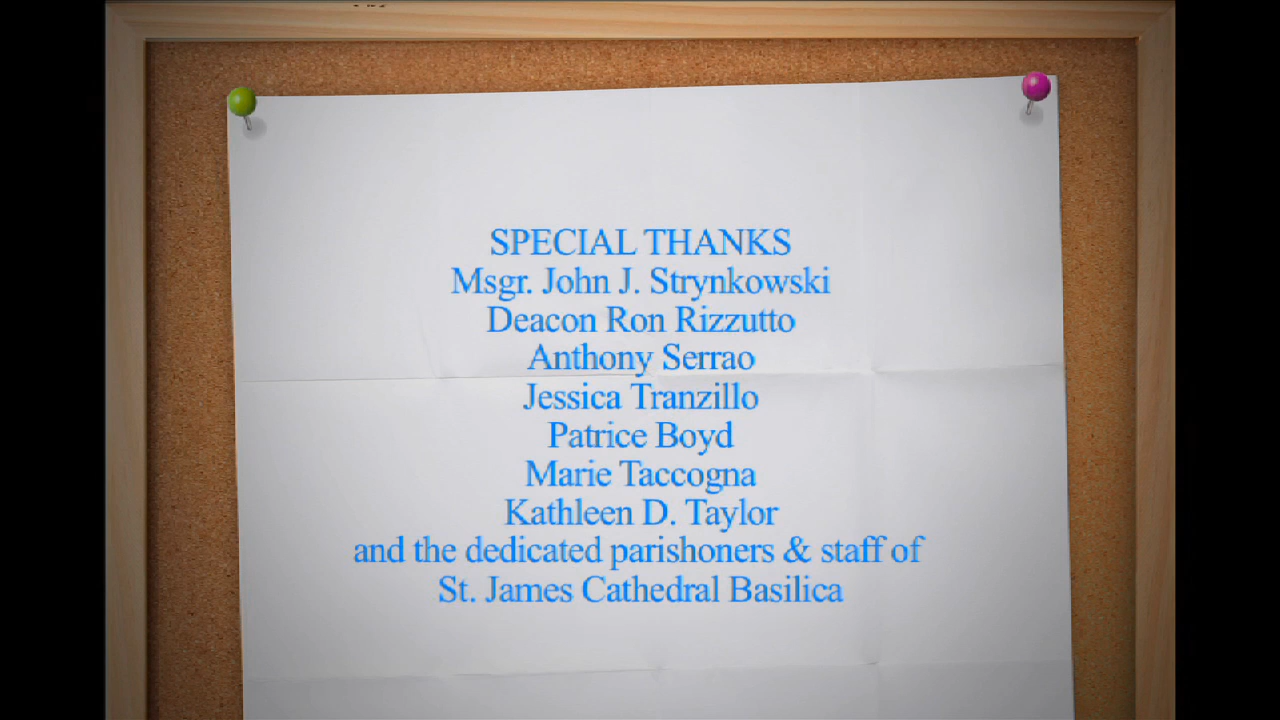 SPECIAL THANKS
Msgr. John J. Strynkowski
Deacon Ron Rizzutto
Anthony Serrao
Jessica Tranzillo
Patrice Boyd
Marie Taccogna
Kathleen D. Taylor
and the dedicated parishoners & staff of
St. James Cathedral Basilica